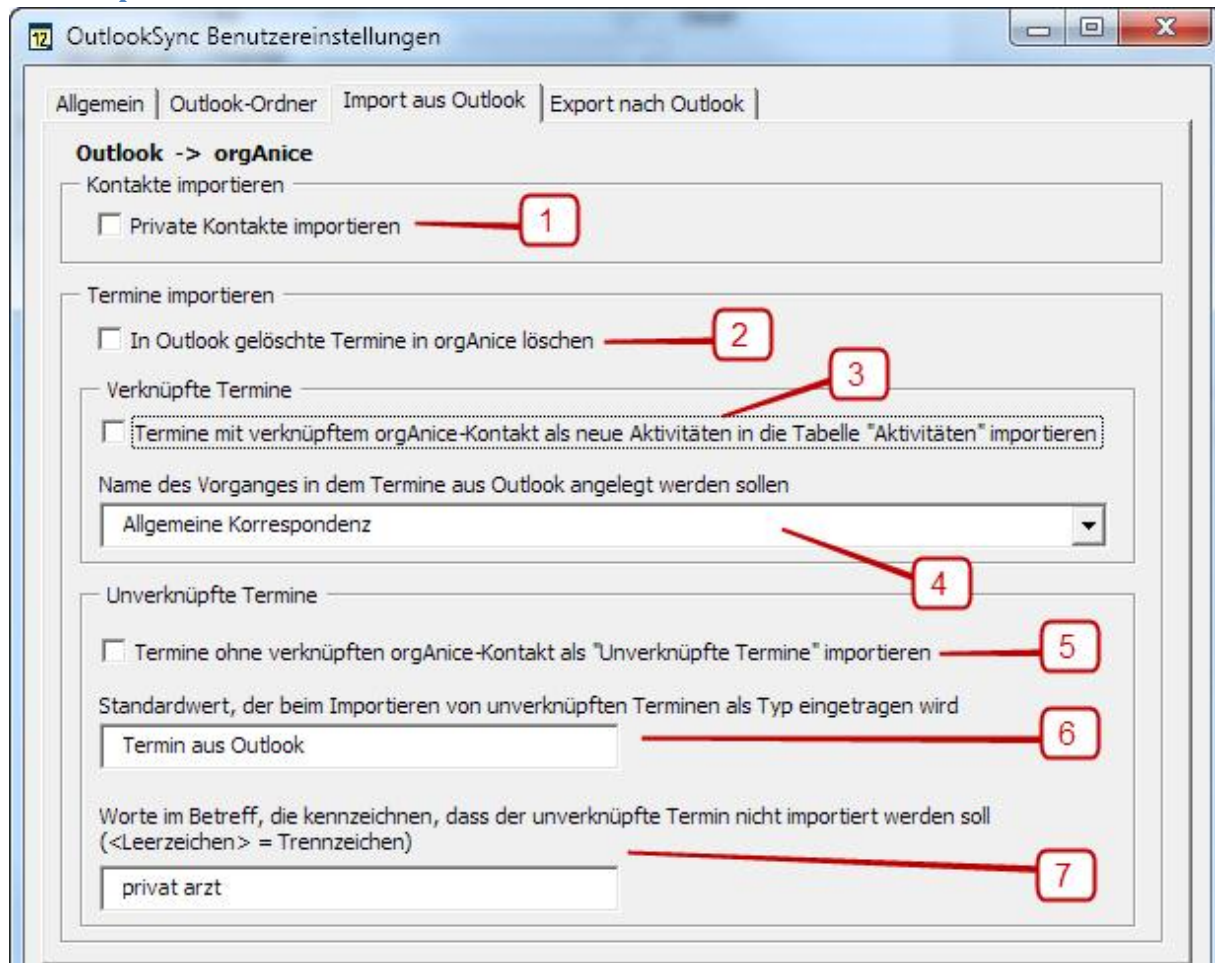 OutlookSync Benutzereinstellungen
Allgemein
Outlook-Ordner
Import aus Outlook
Export nach Outlook
Outlook -> orgAnice
Kontakte importieren
Private Kontakte importieren
1
Termine importieren
In Outlook gelöschte Termine in orgAnice löschen
2
Verknüpfte Termine
3
Termine mit verknüpftem orgAnice-Kontakt als neue Aktivitäten in die Tabelle "Aktivitäten" importieren
Name des Vorganges in dem Termine aus Outlook angelegt werden sollen
Allgemeine Korrespondenz
4
Unverknüpfte Termine
Termine ohne verknüpften orgAnice-Kontakt als "Unverknüpfte Termine" importieren
5
Standardwert, der beim Importieren von unverknüpften Terminen als Typ eingetragen wird
Termin aus Outlook
6
Worte im Betreff, die kennzeichnen, dass der unverknüpfte Termin nicht importiert werden soll
(<Leerzeichen> = Trennzeichen)
privat arzt
7